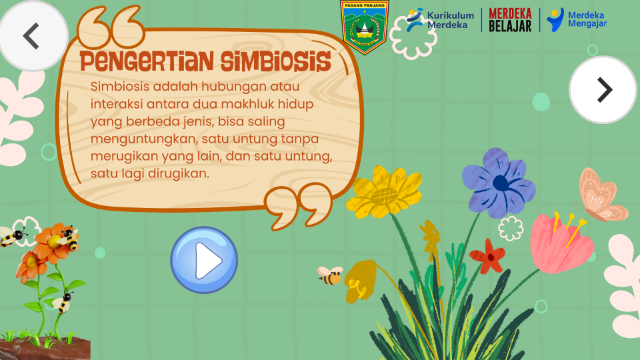 PADANG PANJANG
Kurikulum
Merdeka
MERDEKA
BELAJAR
Merdeka
Mengajar
PENGERTIAN SIMBIOSIS
Simbiosis adalah hubungan atau
interaksi antara dua makhluk hidup
yang berbeda jenis, bisa saling
menguntungkan, satu untung tanpa
merugikan yang lain, dan satu untung,
satu lagi dirugikan.